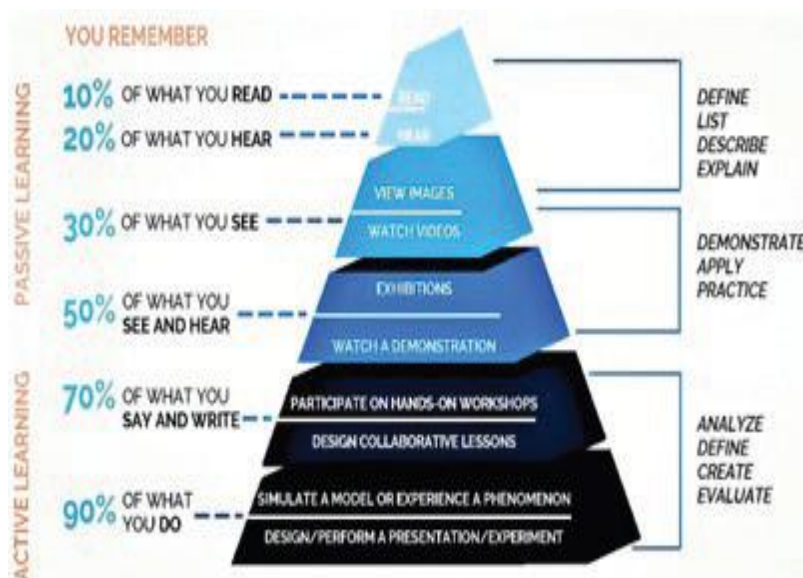 YOU REMEMBER
PASSIVE LEARNING
10% OF WHAT YOU READ
READ
20% OF WHAT YOU HEAR
HEAR
30% OF WHAT YOU SEE
VIEW IMAGES
WATCH VIDEOS
50% OF WHAT YOU
SEE AND HEAR
EXHIBITIONS
WATCH A DEMONSTRATION
ACTIVE LEARNING
70% OF WHAT YOU
SAY AND WRITE
PARTICIPATE ON HANDS-ON WORKSHOPS
DESIGN COLLABORATIVE LESSONS
90% OF WHAT
YOU DO
SIMULATE A MODEL OR EXPERIENCE A PHENOMENON
DESIGN/PERFORM A PRESENTATION/EXPERIMENT
DEFINE
LIST
DESCRIBE
EXPLAIN
DEMONSTRATE
APPLY
PRACTICE
ANALYZE
DEFINE
CREATE
EVALUATE